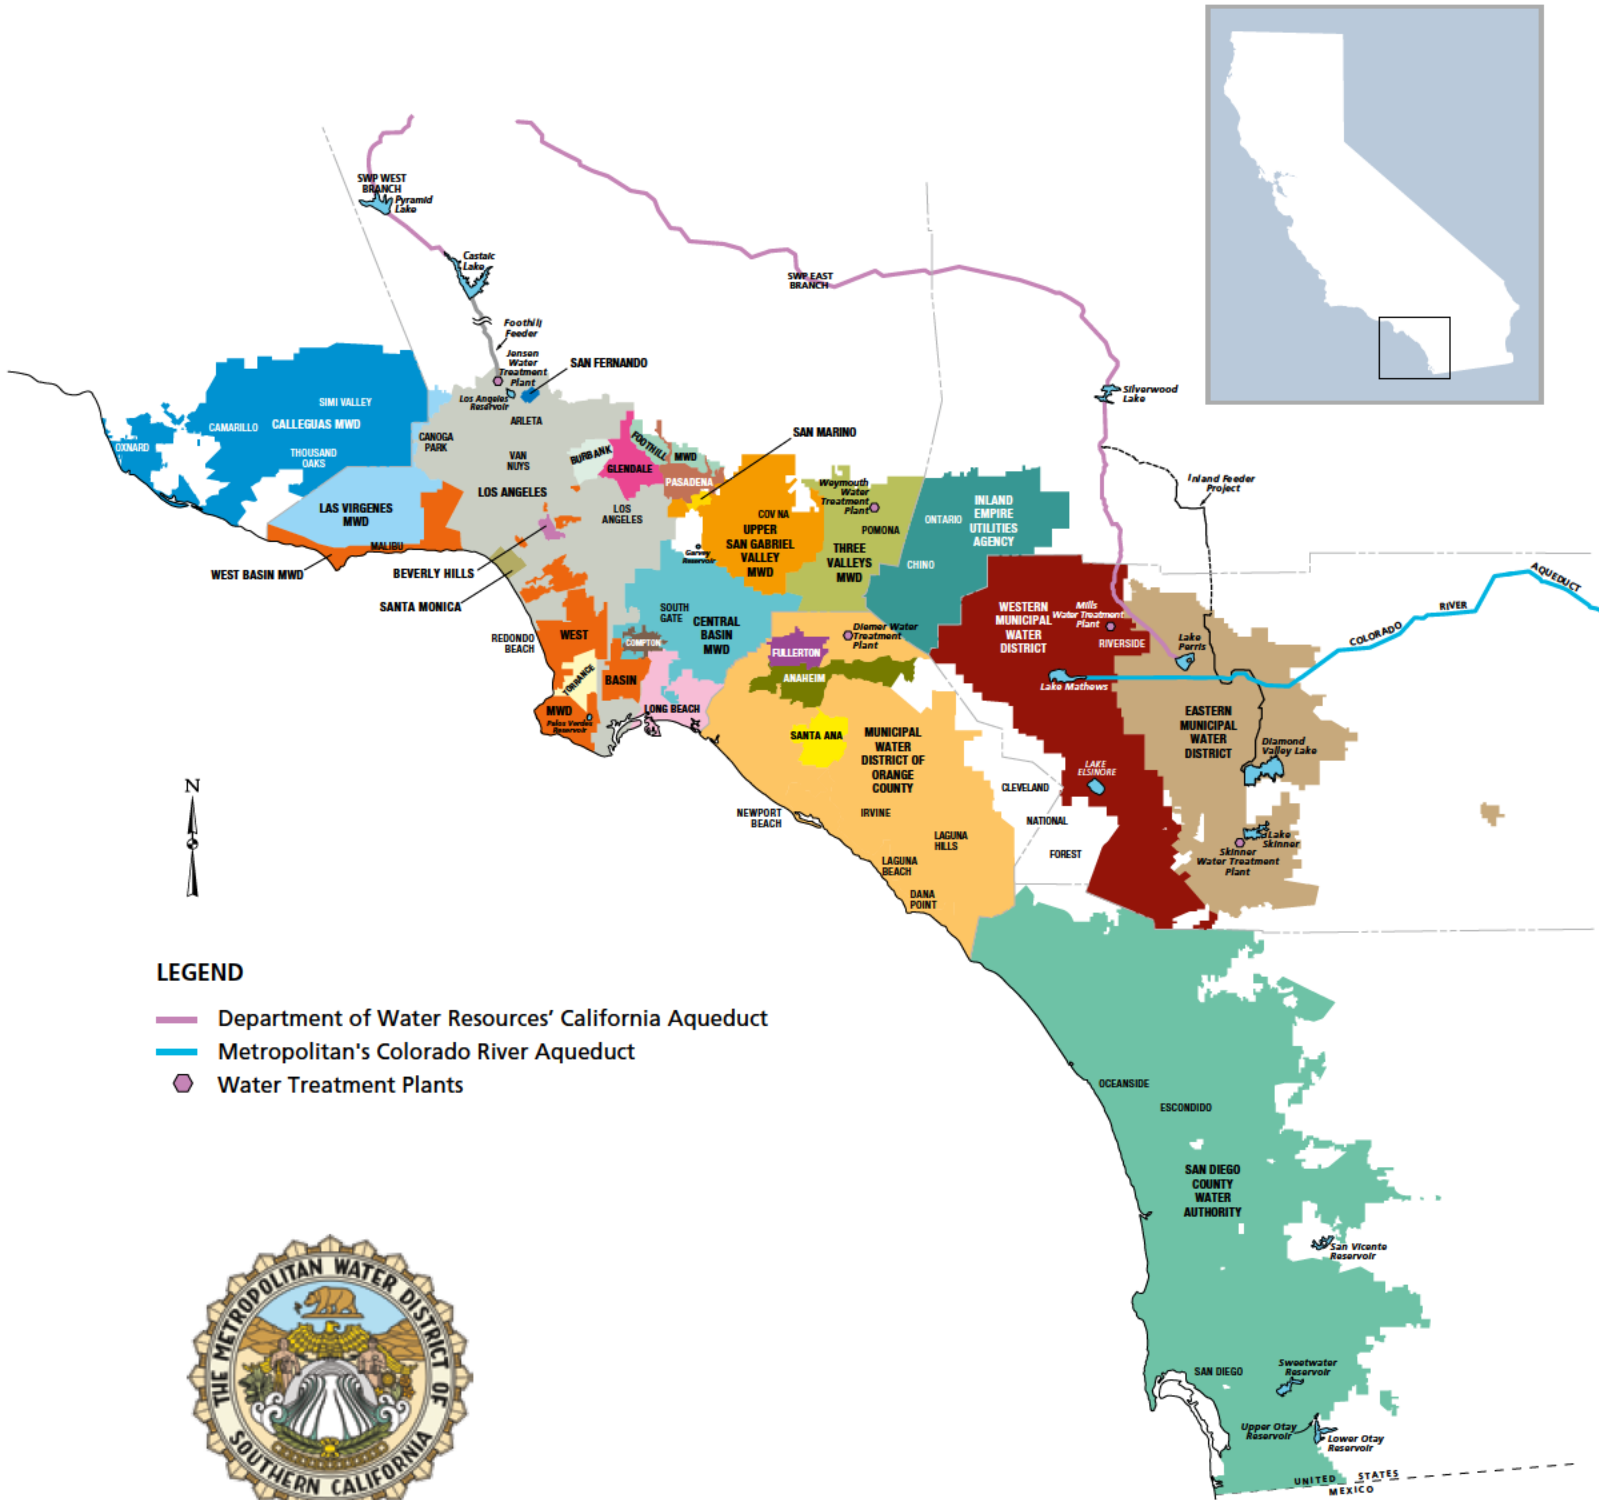 SWP WEST
BRANCH
Pyramid
Lake
Castaic
Lake
SWP EAST
BRANCH
Foothill
Feeder
Jensen
Water
Treatment
Plant
SAN FERNANDO
Los Angeles
Reservoir
Silverwood
Lake
SIMI VALLEY
CAMARILLO
CALLEGUAS MWD
OXNARD
THOUSAND
OAKS
ARLETA
CANOGA
PARK
VAN
NUYS
BURBANK
GLENDALE
FOOTHILL
MWD
SAN MARINO
PASADENA
LOS ANGELES
LOS
ANGELES
LAS VIRGENES
MWD
MALIBU
WEST BASIN MWD
BEVERLY HILLS
SANTA MONICA
COV NA
UPPER
SAN GABRIEL
VALLEY
MWD
Garvey
Reservoir
Weymouth
Water
Treatment
Plant
POMONA
THREE
VALLEYS
MWD
ONTARIO
INLAND
EMPIRE
UTILITIES
AGENCY
CHINO
Inland Feeder
Project
AQUEDUCT
RIVER
COLORADO
REDONDO
BEACH
WEST
BASIN
MWD
TORRANCE
Palos Verdes
Reservoir
COMPTON
SOUTH
GATE
CENTRAL
BASIN
MWD
LONG BEACH
FULLERTON
Diemer Water
Treatment
Plant
ANAHEIM
SANTA ANA
MUNICIPAL
WATER
DISTRICT OF
ORANGE
COUNTY
NEWPORT
BEACH
IRVINE
LAGUNA
HILLS
LAGUNA
BEACH
DANA
POINT
WESTERN
MUNICIPAL
WATER
DISTRICT
Mills
Water Treatment
Plant
RIVERSIDE
Lake
Perris
Lake Mathews
EASTERN
MUNICIPAL
WATER
DISTRICT
Diamond
Valley Lake
LAKE
ELSINORE
CLEVELAND
NATIONAL
FOREST
Lake
Skinner
Skinner
Water Treatment
Plant
N
LEGEND
Department of Water Resources’ California Aqueduct
Metropolitan's Colorado River Aqueduct
Water Treatment Plants
OCEANSIDE
ESCONDIDO
SAN DIEGO
COUNTY
WATER
AUTHORITY
San Vicente
Reservoir
SAN DIEGO
Sweetwater
Reservoir
Upper Otay
Reservoir
Lower Otay
Reservoir
UNITED STATES
MEXICO
THE METROPOLITAN WATER DISTRICT OF
SOUTHERN CALIFORNIA